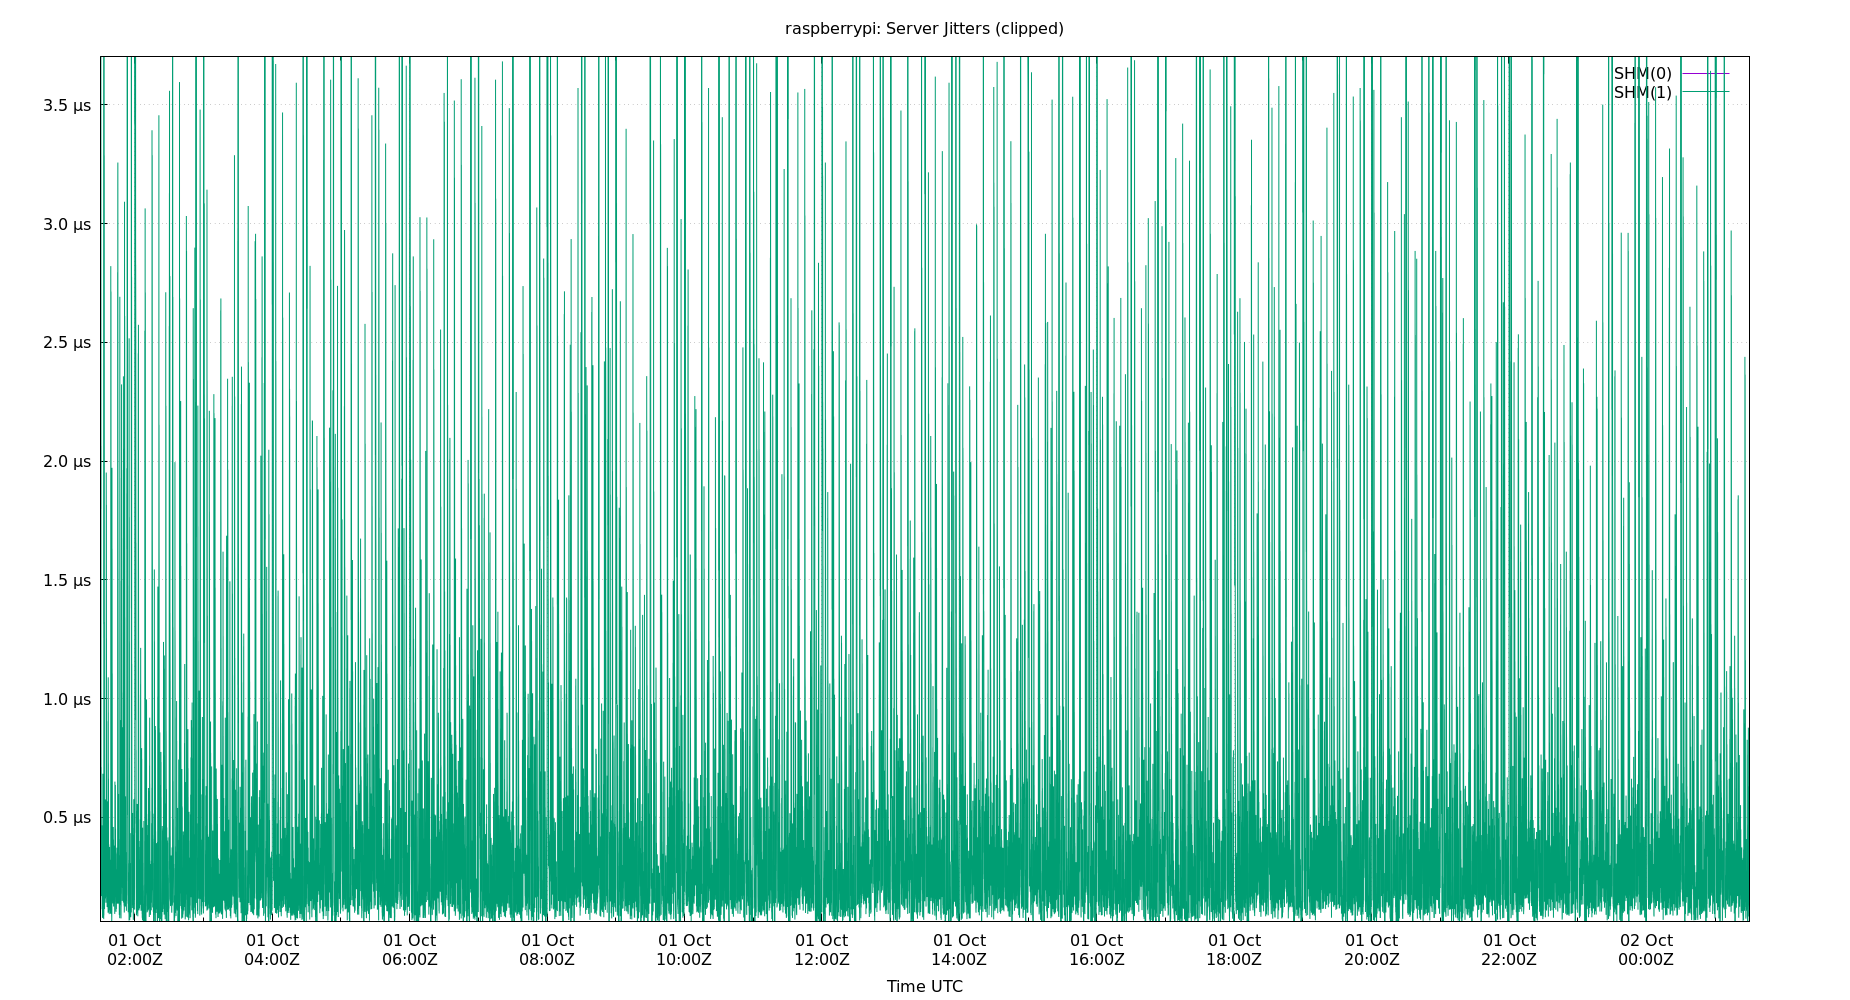 raspberrypi: Server Jitters (clipped)
SHM(0)
SHM(1)
3.5 µs
3.0 µs
2.5 µs
2.0 µs
1.5 µs
1.0 µs
0.5 µs
01 Oct 01 Oct 01 Oct 01 Oct 01 Oct 01 Oct 01 Oct 01 Oct 01 Oct 01 Oct 01 Oct 02 Oct
02:00Z 04:00Z 06:00Z 08:00Z 10:00Z 12:00Z 14:00Z 16:00Z 18:00Z 20:00Z 22:00Z 00:00Z
Time UTC